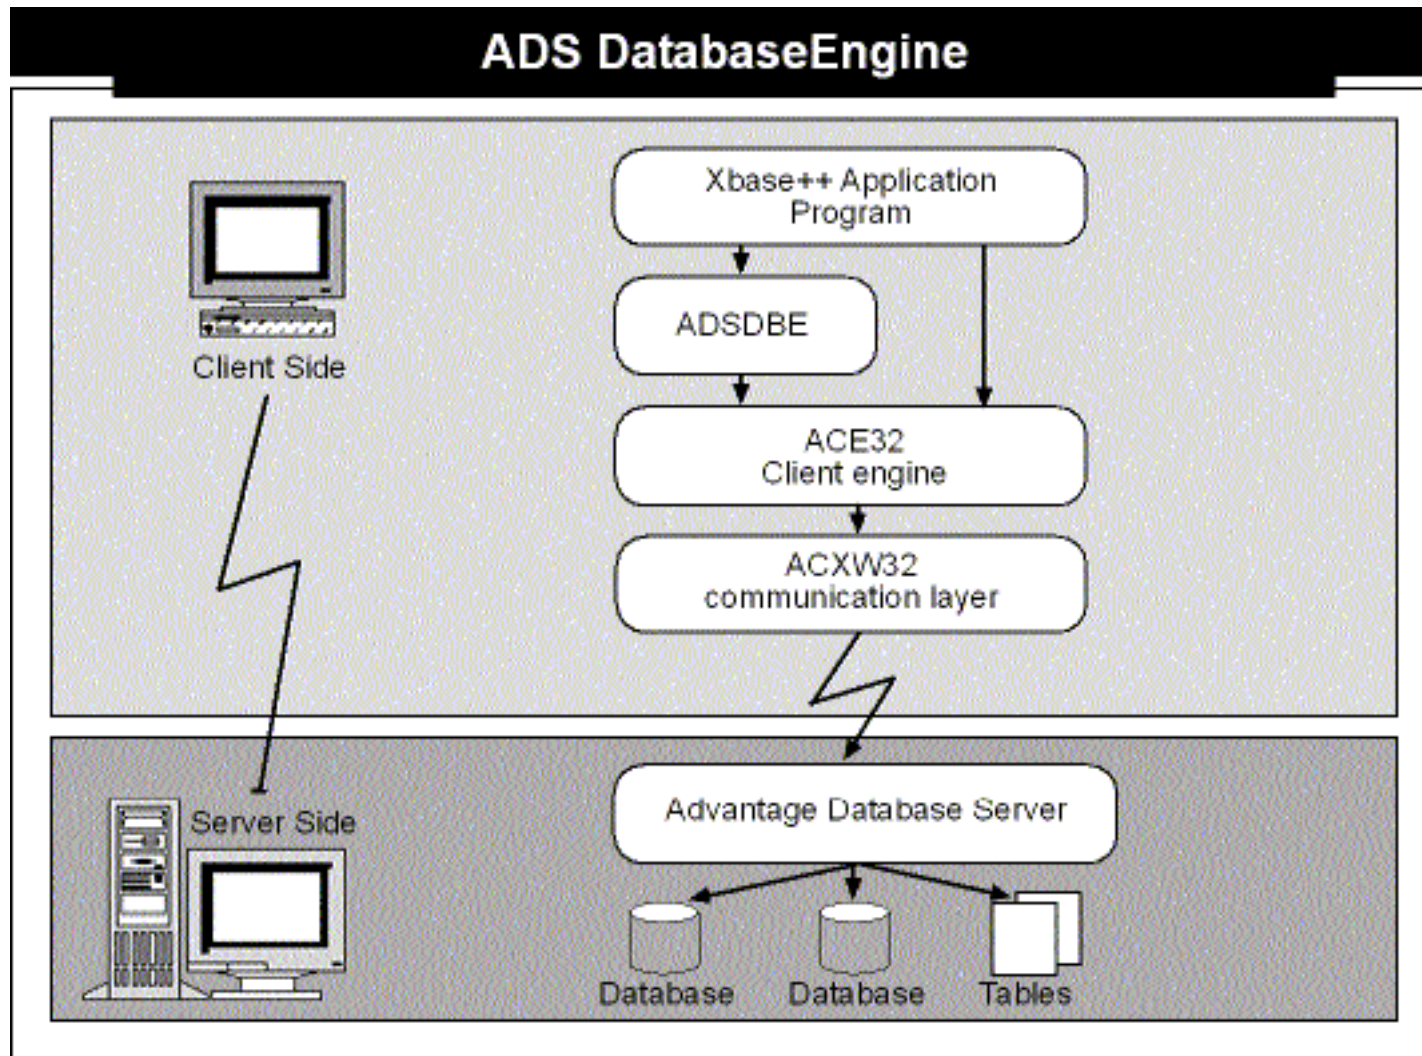 ADS DatabaseEngine
Xbase++ Application
Program
ADSDBE
Client Side
ACE32
Client engine
ACXW32
communication layer
Server Side
Advantage Database Server
Database
Database
Tables